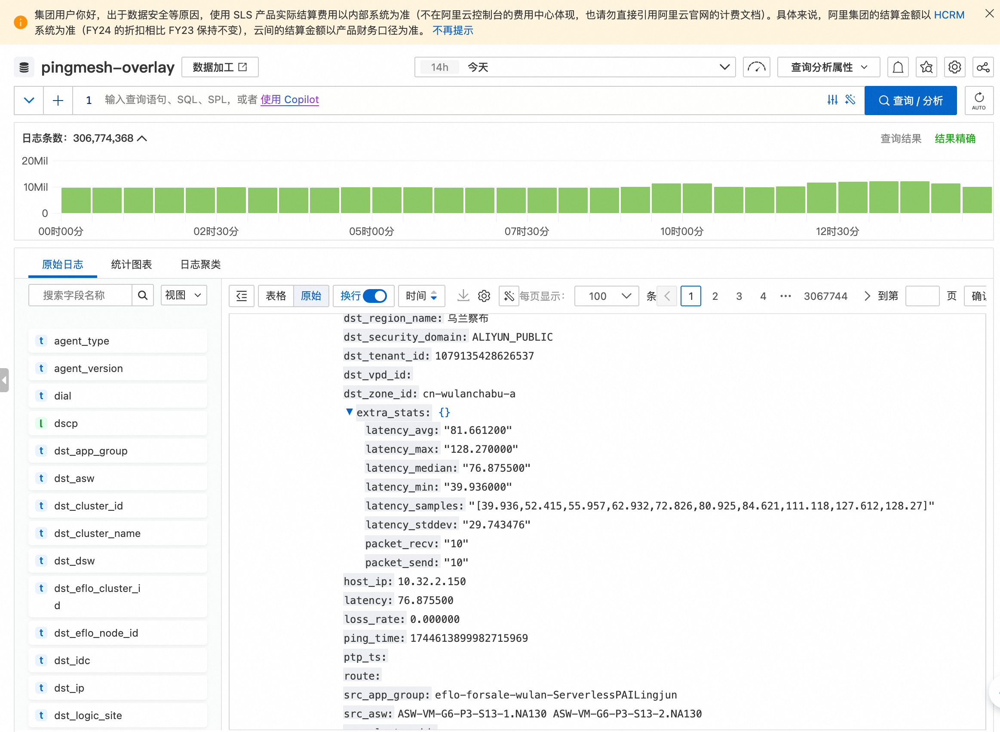 集团用户你好，出于数据安全等原因，使用 SLS 产品实际结算费用以内部系统为准（不在阿里云控制台的费用中心体现，也请勿直接引用阿里云官网的计费文档）。具体来说，阿里集团的结算金额以 HCRM
系统为准（FY24 的折扣相比 FY23 保持不变），云间的结算金额以产品财务口径为准。 不再提示
pingmesh-overlay 数据加工 14h 今天 查询分析属性
1 输入查询语句、SQL、SPL，或者 使用 Copilot 查询 / 分析 AUTO
日志条数：306,774,368 查询结果 结果精确
20Mil
10Mil
0
00时00分 02时30分 05时00分 07时30分 10时00分 12时30分
原始日志 统计图表 日志聚类
搜索字段名称 视图 表格 原始 换行 时间 每页显示： 100 条 1 2 3 4 ••• 3067744 到第 页
t agent_type
t agent_version
t dial
l dscp
t dst_app_group
t dst_asw
t dst_cluster_id
t dst_cluster_name
t dst_dsw
t dst_eflo_cluster_i
d
t dst_eflo_node_id
t dst_idc
t dst_ip
t dst_logic_site
dst_region_name: 乌兰察布
dst_security_domain: ALIYUN_PUBLIC
dst_tenant_id: 1079135428626537
dst_vpd_id:
dst_zone_id: cn-wulanchabu-a
extra_stats: {}
latency_avg: "81.661200"
latency_max: "128.270000"
latency_median: "76.875500"
latency_min: "39.936000"
latency_samples: "[39.936,52.415,55.957,62.932,72.826,80.925,84.621,111.118,127.612,128.27]"
latency_stddev: "29.743476"
packet_recv: "10"
packet_send: "10"
host_ip: 10.32.2.150
latency: 76.875500
loss_rate: 0.000000
ping_time: 1744613899982715969
ptp_ts:
route:
src_app_group: eflo-forsale-wulan-ServerlessPAILingjun
src_asw: ASW-VM-G6-P3-S13-1.NA130 ASW-VM-G6-P3-S13-2.NA130